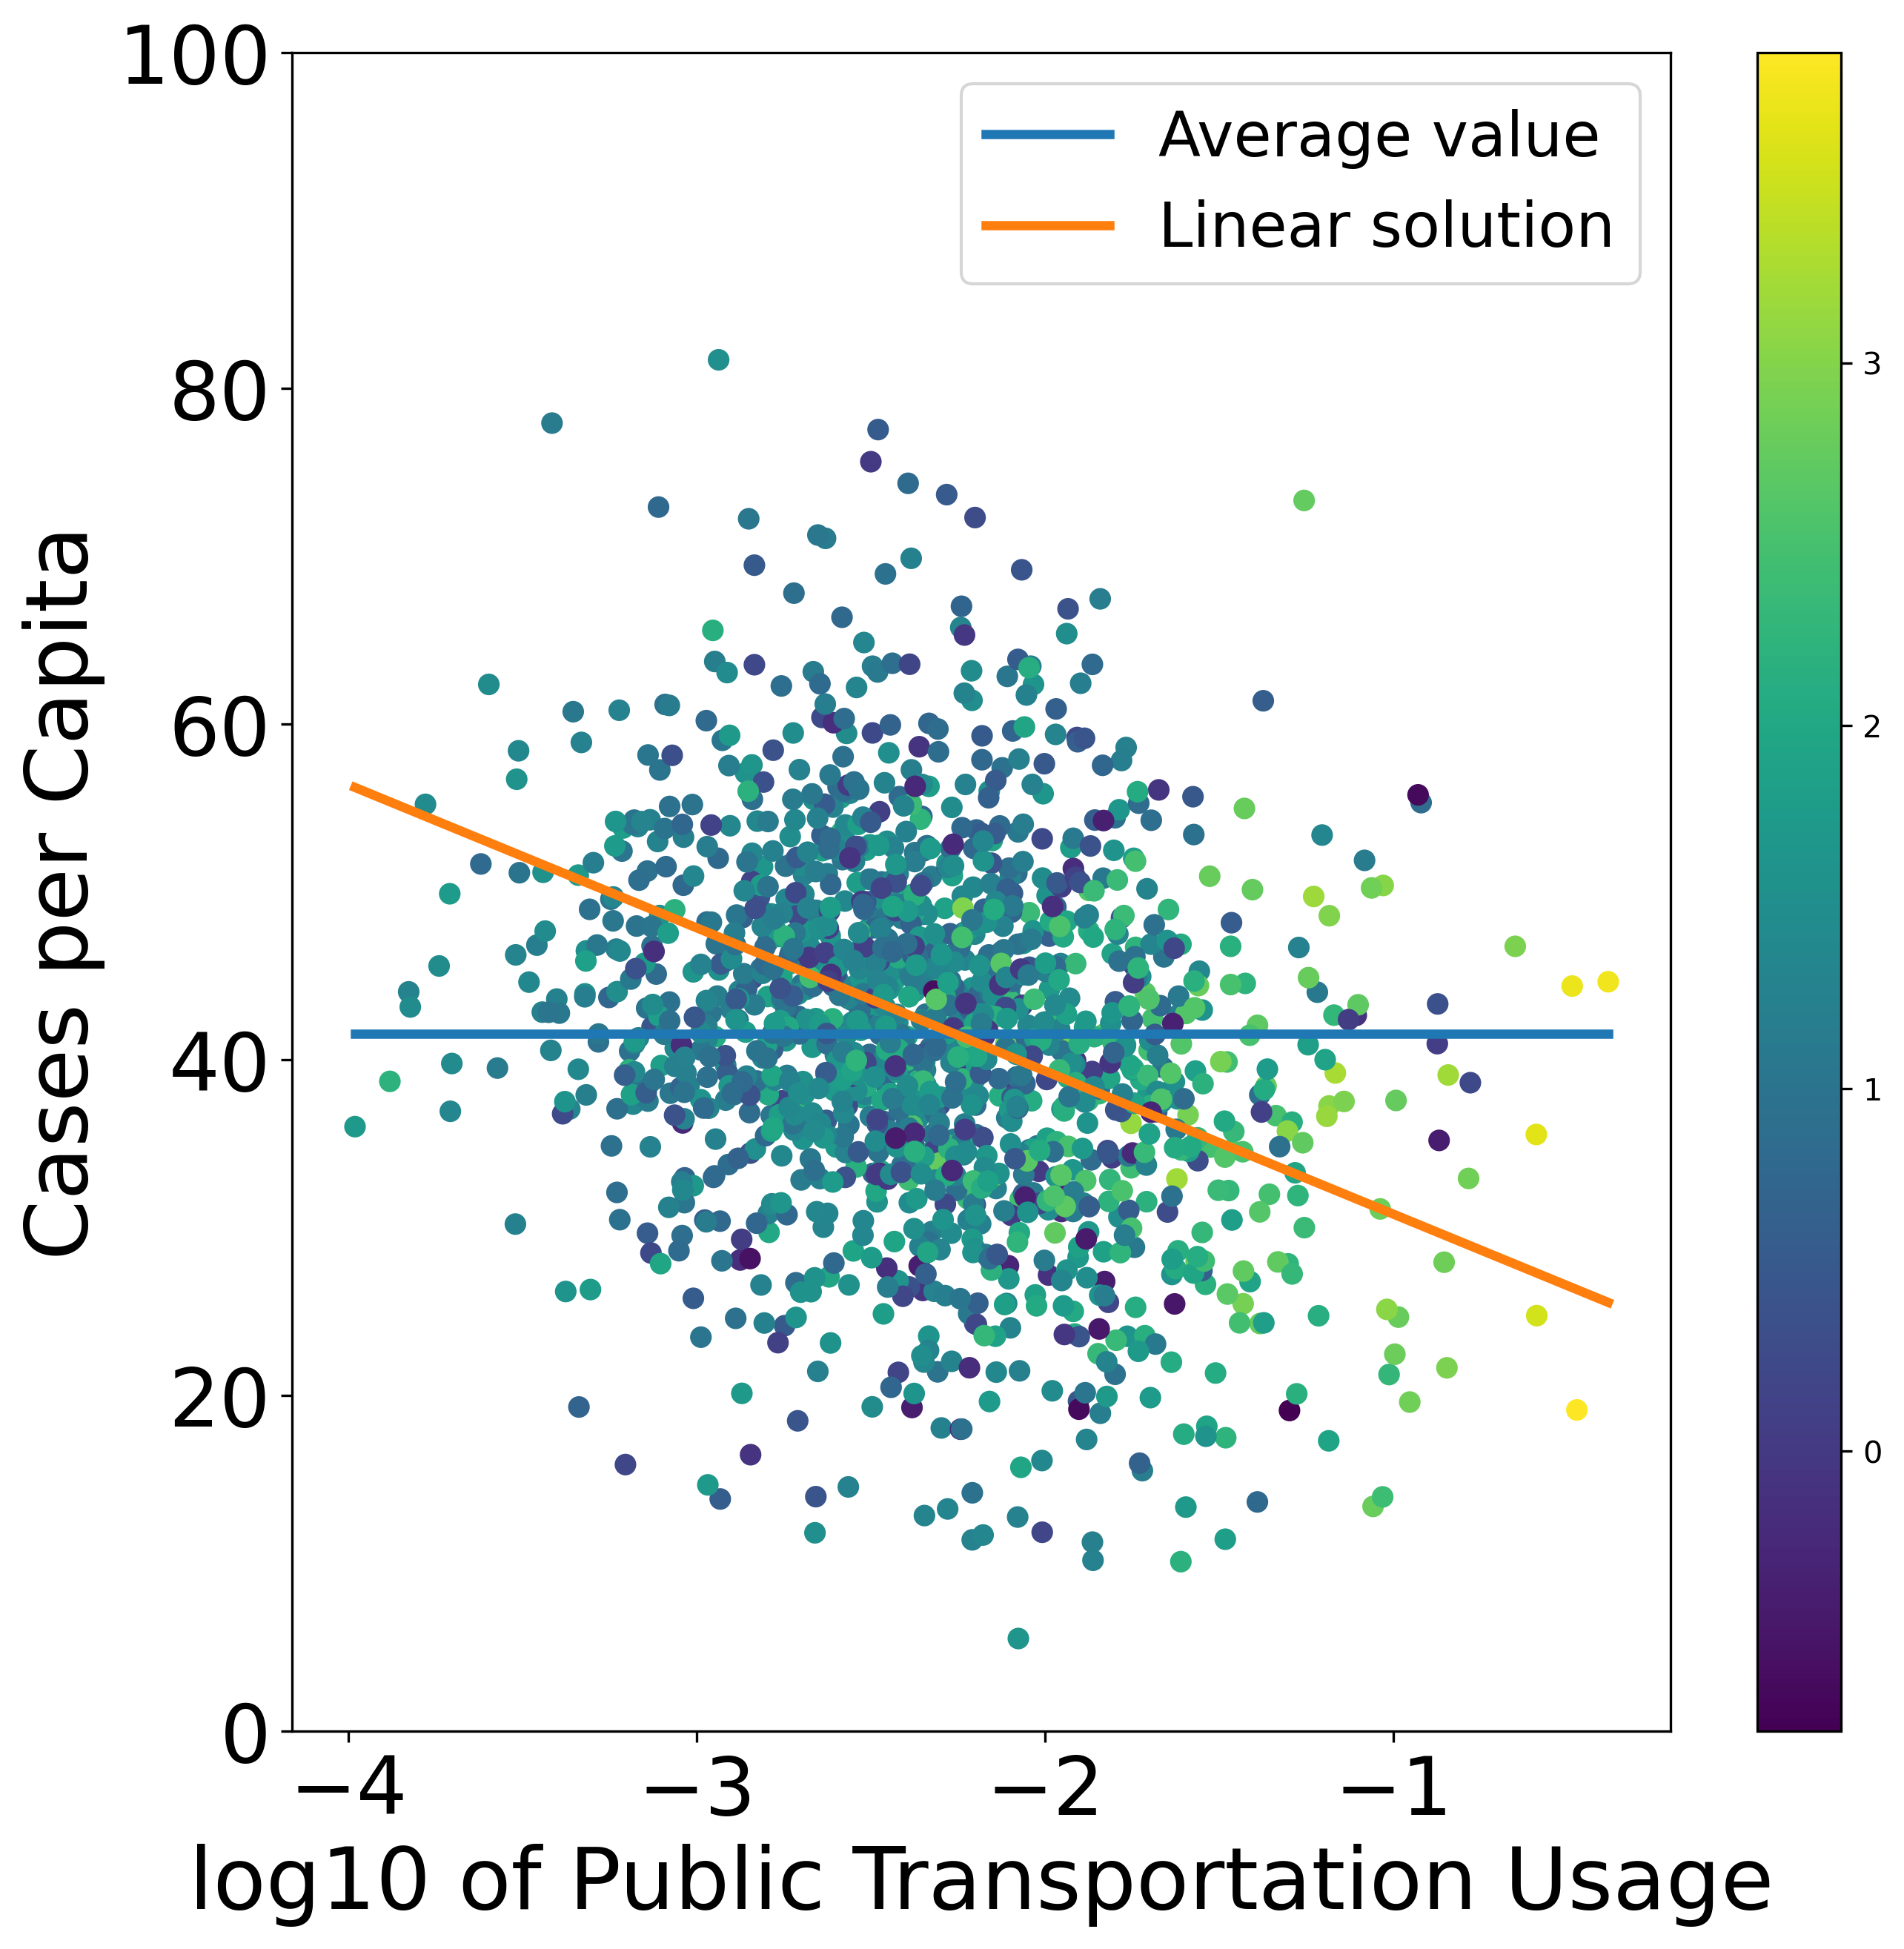 100
80
60
40
20
0
Cases per Capita
Average value
Linear solution
3
2
1
0
−4 −3 −2 −1
log10 of Public Transportation Usage